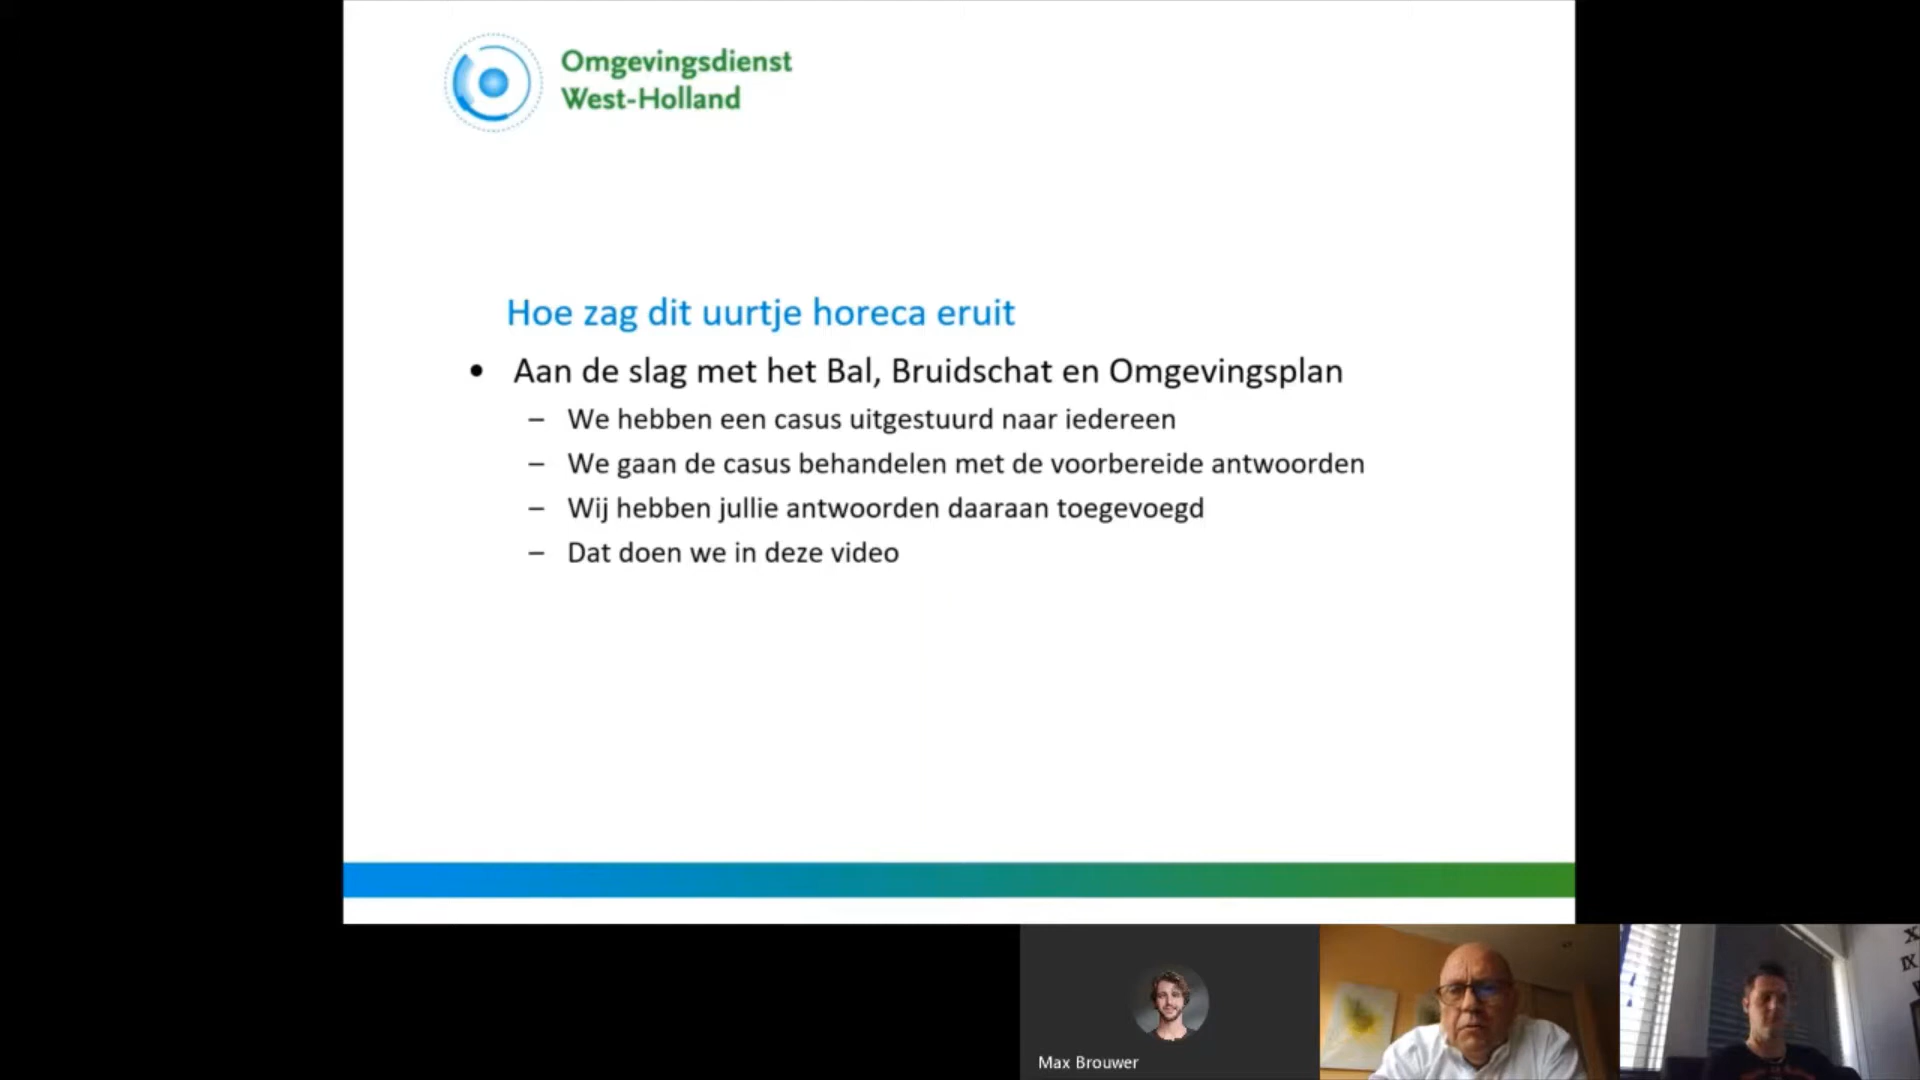 Omgevingsdienst
West-Holland
Hoe zag dit uurtje horeca eruit
• Aan de slag met het Bal, Bruidschat en Omgevingsplan
– We hebben een casus uitgestuurd naar iedereen
– We gaan de casus behandelen met de voorbereide antwoorden
– Wij hebben jullie antwoorden daaraan toegevoegd
– Dat doen we in deze video
Max Brouwer
X
IX